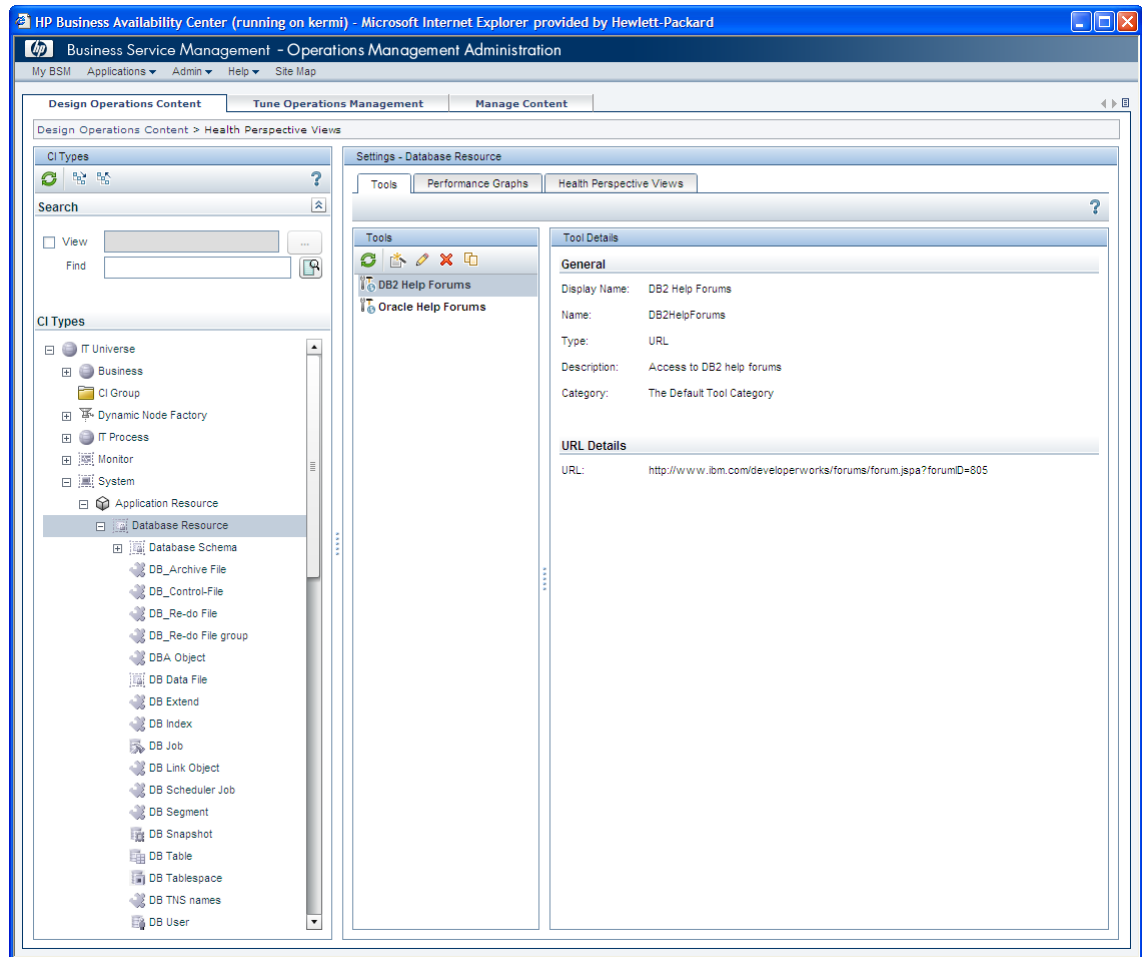 HP Business Availability Center (running on kermi) - Microsoft Internet Explorer provided by Hewlett-Packard
hp Business Service Management - Operations Management Administration
My BSM Applications Admin Help Site Map
Design Operations Content Tune Operations Management Manage Content
Design Operations Content > Health Perspective Views
CI Types
?
Search
View ...
Find
CI Types
IT Universe
Business
CI Group
Dynamic Node Factory
IT Process
Monitor
System
Application Resource
Database Resource
Database Schema
DB_Archive File
DB_Control-File
DB_Re-do File
DB_Re-do File group
DBA Object
DB Data File
DB Extend
DB Index
DB Job
DB Link Object
DB Scheduler Job
DB Segment
DB Snapshot
DB Table
DB Tablespace
DB TNS names
DB User
Settings - Database Resource
Tools Performance Graphs Health Perspective Views
?
Tools
DB2 Help Forums
Oracle Help Forums
Tool Details
General
Display Name: DB2 Help Forums
Name: DB2HelpForums
Type: URL
Description: Access to DB2 help forums
Category: The Default Tool Category
URL Details
URL: http://www.ibm.com/developerworks/forums/forum.jspa?forumID=805